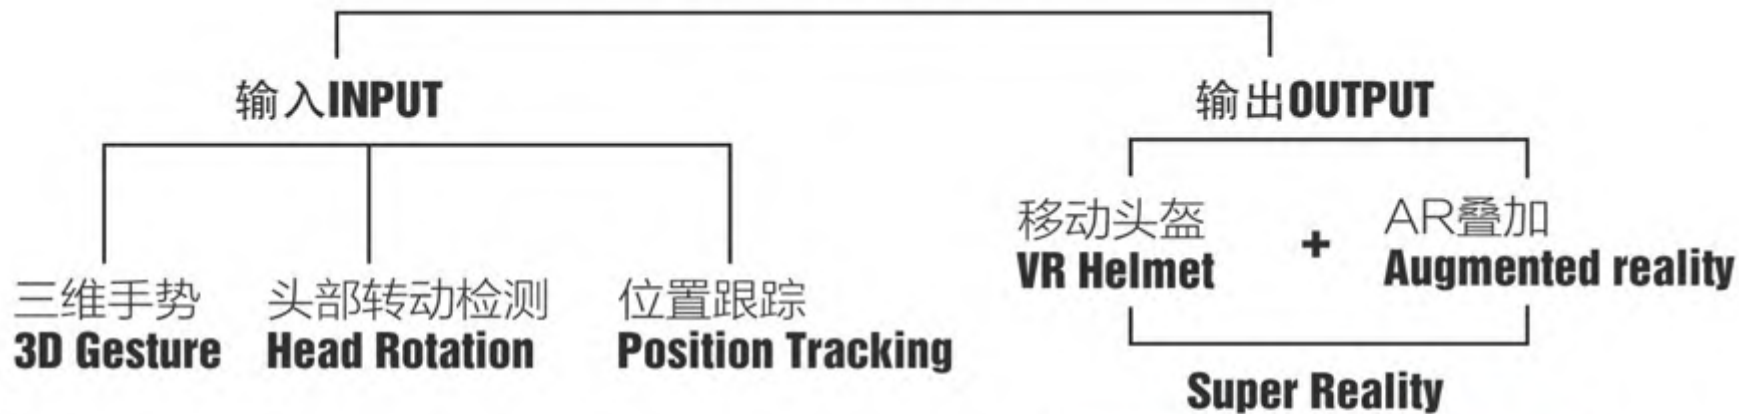 输入INPUT
输出OUTPUT
三维手势
3D Gesture
头部转动检测
Head Rotation
位置跟踪
Position Tracking
移动头盔
VR Helmet
+
AR叠加
Augmented reality
Super Reality